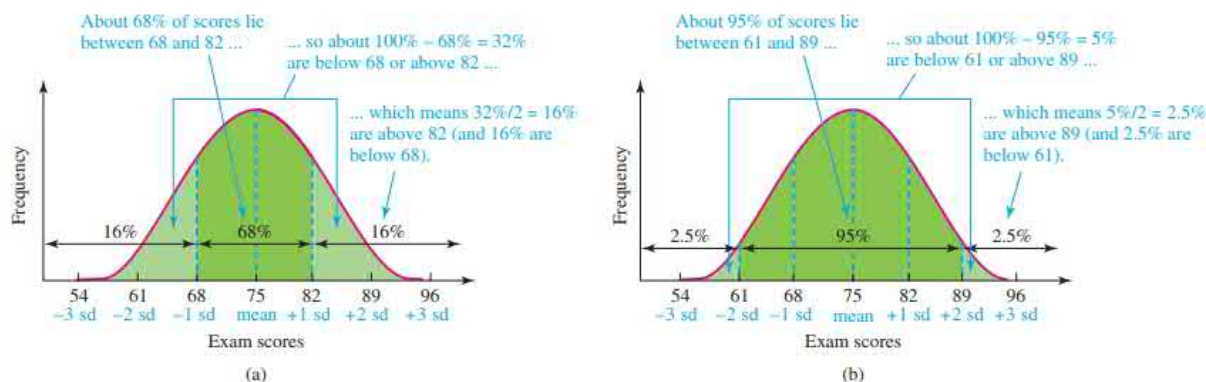 About 68% of scores lie
between 68 and 82 ...
... so about 100% – 68% = 32%
are below 68 or above 82 ...
... which means 32%/2 = 16%
are above 82 (and 16% are
below 68).
Frequency
16%
68%
16%
54 61 68 75 82 89 96
–3 sd –2 sd –1 sd mean +1 sd +2 sd +3 sd
Exam scores
(a)
About 95% of scores lie
between 61 and 89 ...
... so about 100% – 95% = 5%
are below 61 or above 89 ...
... which means 5%/2 = 2.5%
are above 89 (and 2.5% are
below 61).
Frequency
2.5%
95%
2.5%
54 61 68 75 82 89 96
–3 sd –2 sd –1 sd mean +1 sd +2 sd +3 sd
Exam scores
(b)